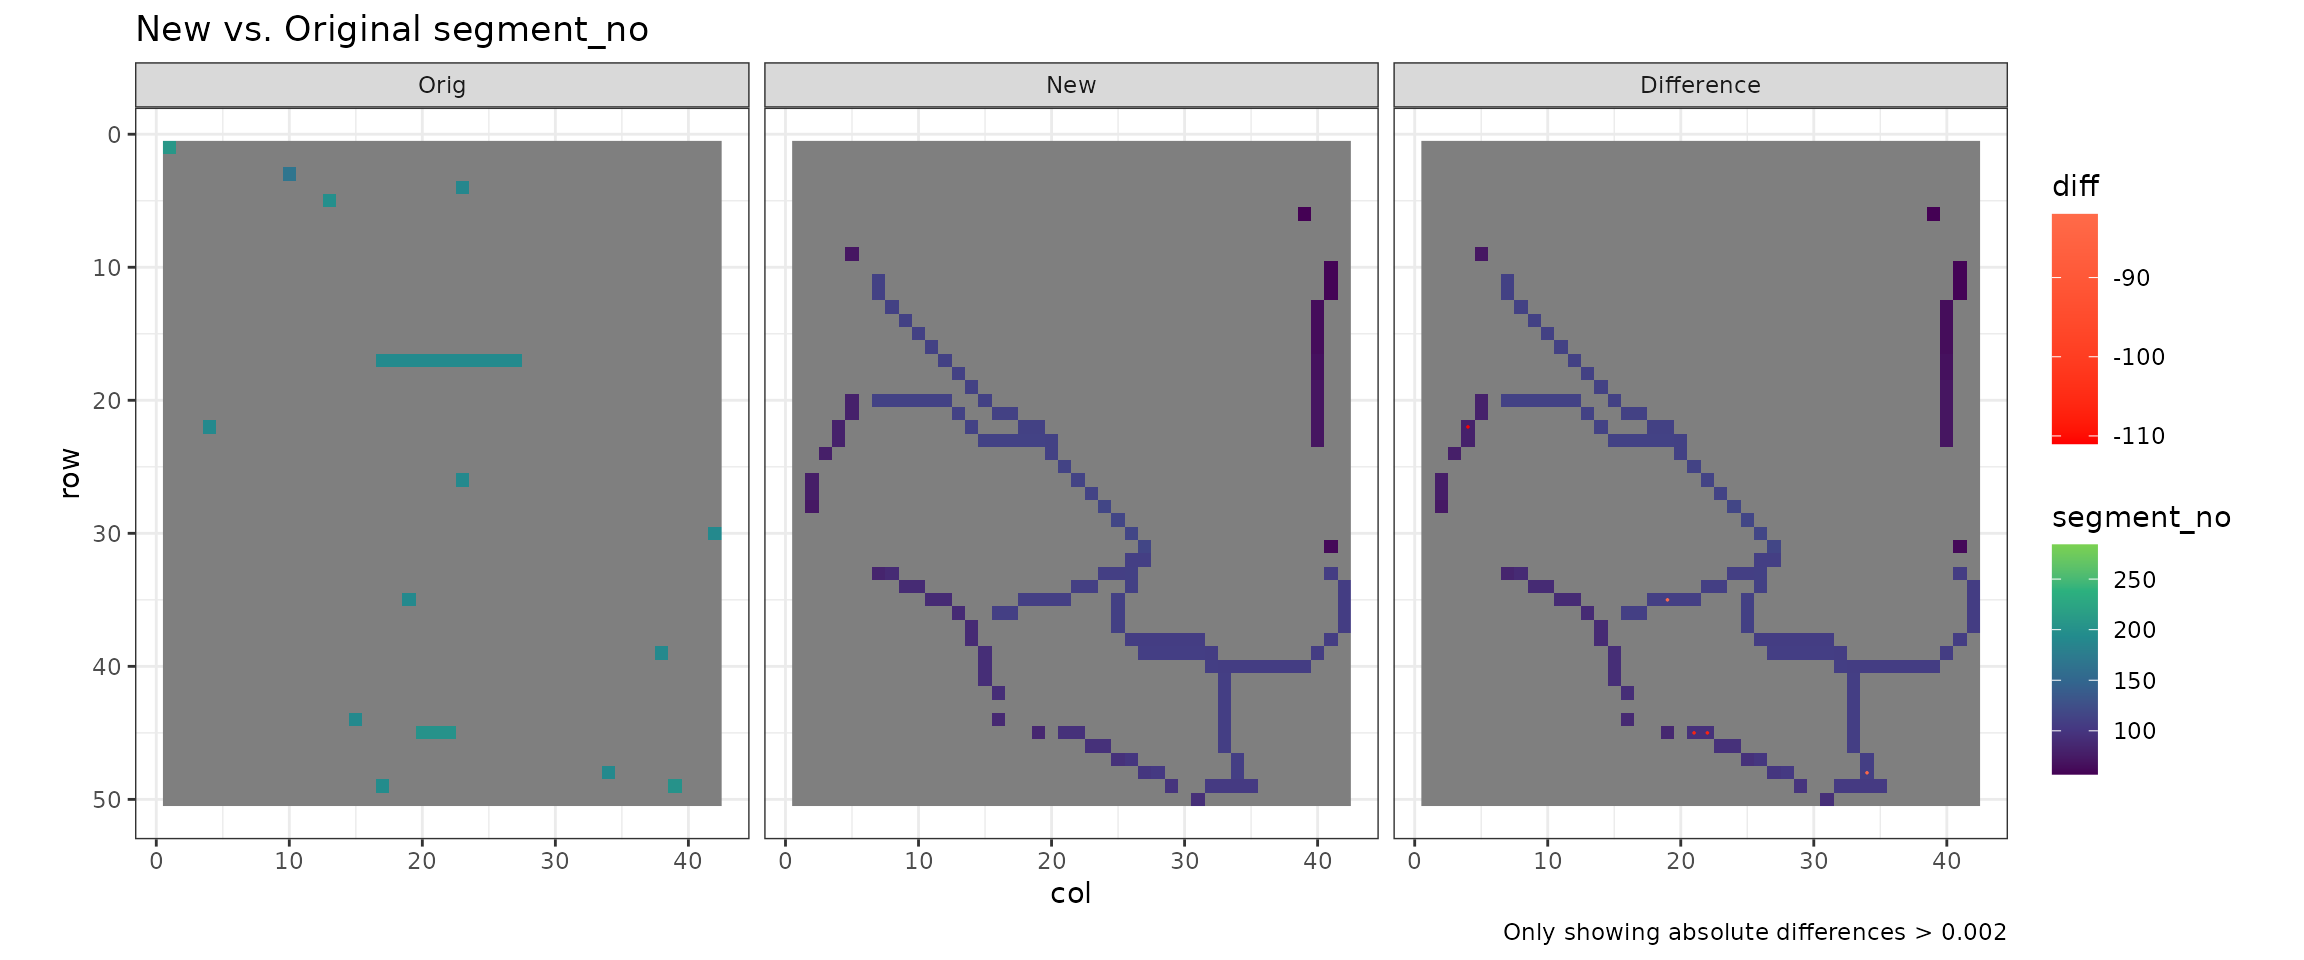 New vs. Original segment_no
Orig New Difference
0
10
20
30
40
50
row
0 10 20 30 40 0 10 20 30 40 0 10 20 30 40
col
Only showing absolute differences > 0.002
diff
-90
-100
-110
segment_no
250
200
150
100